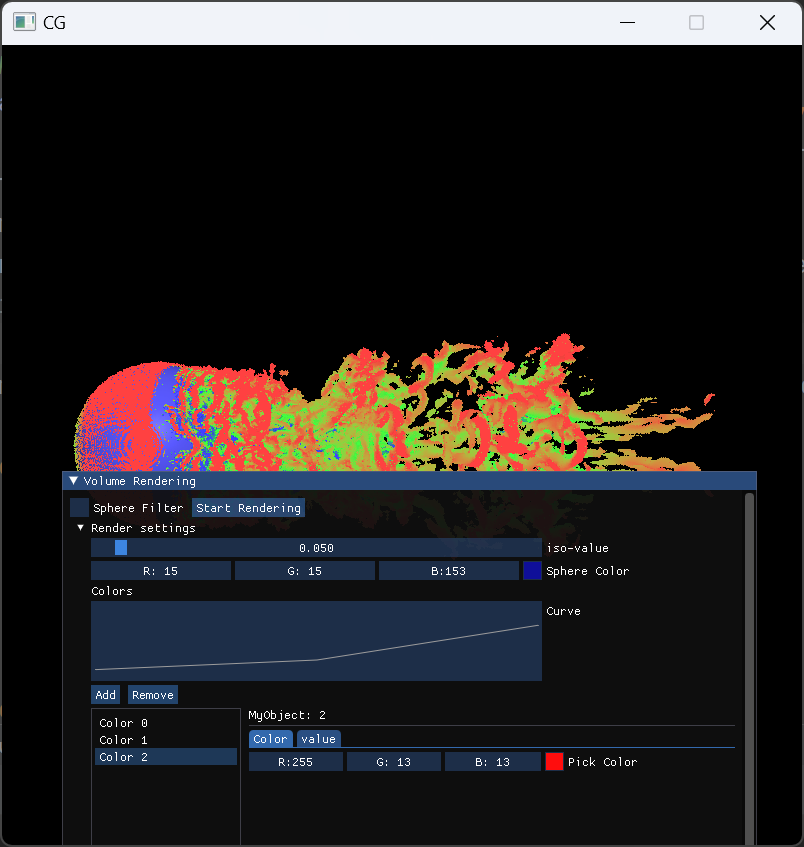 CG
Volume Rendering
Sphere Filter Start Rendering
Render settings
0.050 iso-value
R: 15 G: 15 B:153 Sphere Color
Colors
Curve
Add Remove
MyObject: 2
Color 0
Color 1
Color 2
Color value
R:255 G: 13 B: 13 Pick Color